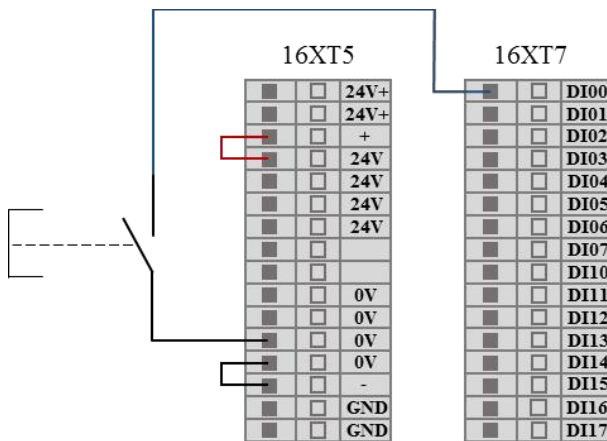 16XT5
24V+
24V+
+
24V
24V
24V
24V
0V
0V
0V
0V
-
GND
GND
16XT7
DI00
DI01
DI02
DI03
DI04
DI05
DI06
DI07
DI10
DI11
DI12
DI13
DI14
DI15
DI16
DI17